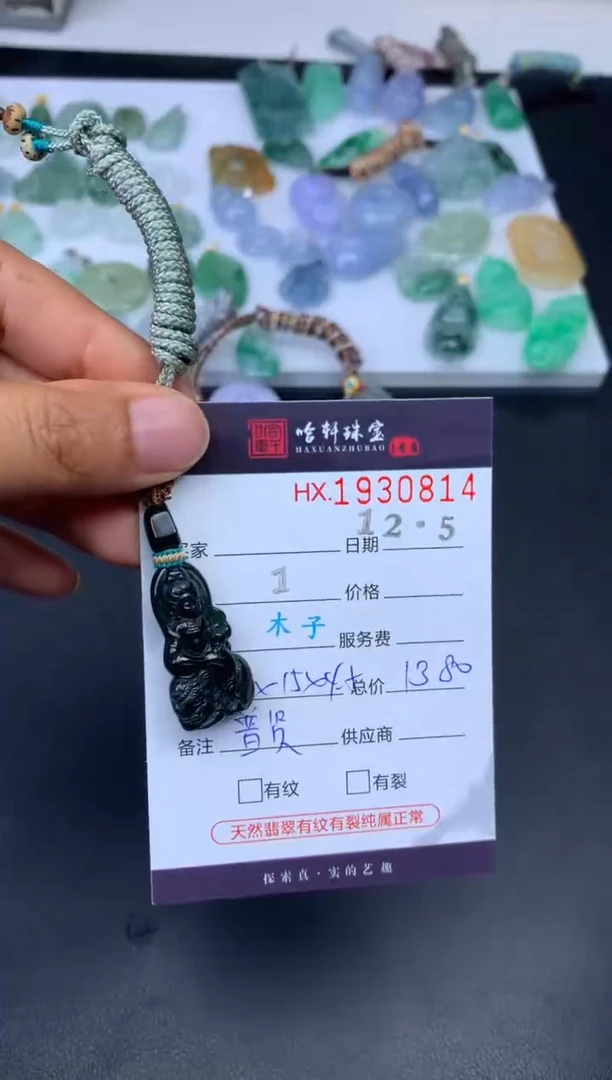 哈轩珠宝
HAXUANZHUBAO
HX.1930814
家 日期 12·5
1 价格
木子 服务费
总价 1380
备注 普贤 供应商
有纹 有裂
天然翡翠有纹有裂纯属正常
探索真·实的艺趣